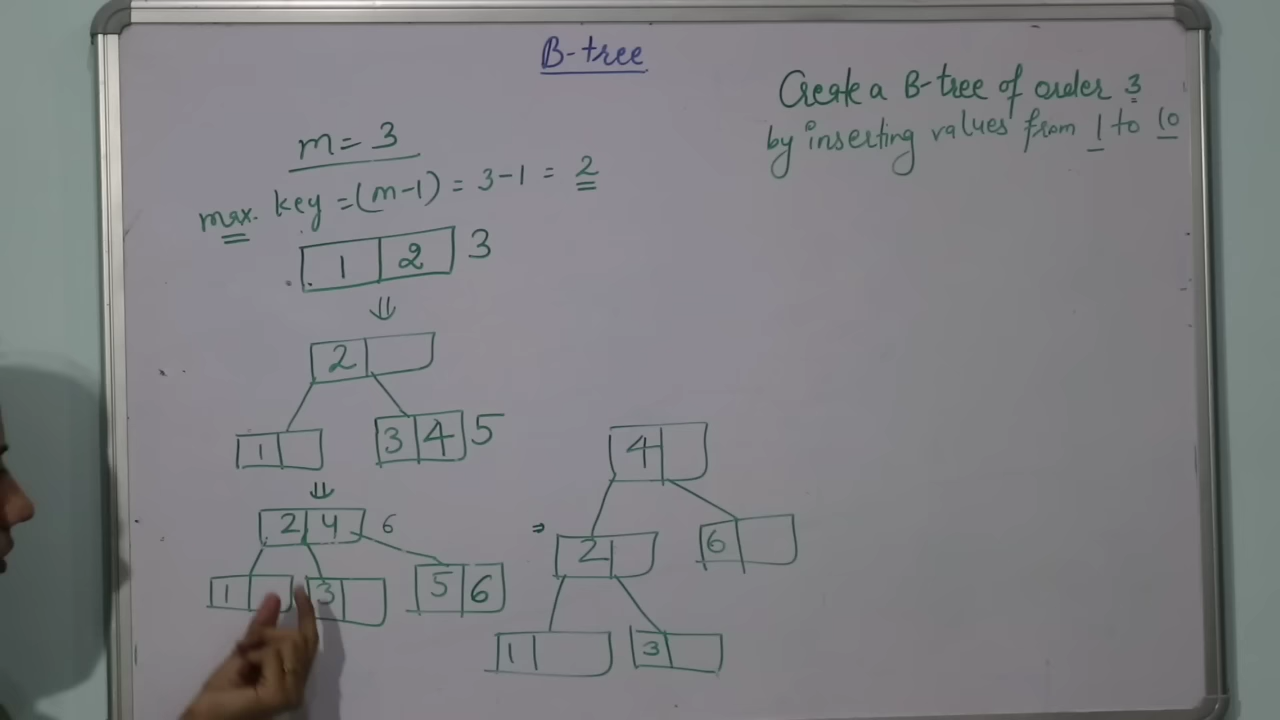 B-tree
Create a B-tree of order 3
by inserting values from 1 to 10
m = 3
max. key = (m-1) = 3-1 = 2
1 2 3
⇓
2
1 3 4 5
⇓
2 4 6
1 3 5 6
⇒
4
2 6
1 3